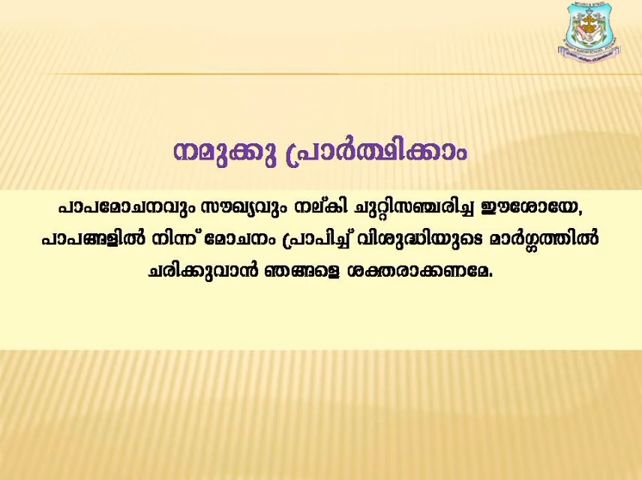 നമുക്കു പ്രാർത്ഥിക്കാം
പാപമോചനവും സൗഖ്യവും നല്കി ചുറ്റിസഞ്ചരിച്ച ഈശോയേ,
പാപങ്ങളിൽ നിന്ന് മോചനം പ്രാപിച്ച് വിശുദ്ധിയുടെ മാർഗ്ഗത്തിൽ
ചരിക്കുവാൻ ഞങ്ങളെ ശക്തരാക്കണമേ.